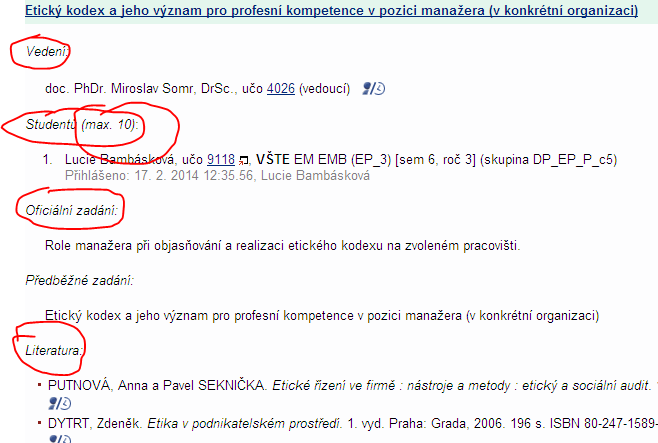 Etický kodex a jeho význam pro profesní kompetence v pozici manažera (v konkrétní organizaci)
Vedení:
doc. PhDr. Miroslav Somr, DrSc., učo 4026 (vedoucí)
Studentů (max. 10):
1. Lucie Bambásková, učo 9118, VŠTE EM EMB (EP_3) [sem 6, roč 3] (skupina DP_EP_P_c5)
Přihlášeno: 17. 2. 2014 12:35.56, Lucie Bambásková
Oficiální zadání:
Role manažera při objasňování a realizaci etického kodexu na zvoleném pracovišti.
Předběžné zadání:
Etický kodex a jeho význam pro profesní kompetence v pozici manažera (v konkrétní organizaci)
Literatura:
• PUTNOVÁ, Anna a Pavel SEKNIČKA. Etické řízení ve firmě : nástroje a metody : etický a sociální audit.
• DYTRT, Zdeněk. Etika v podnikatelském prostředí. 1. vyd. Praha: Grada, 2006. 196 s. ISBN 80-247-1589-